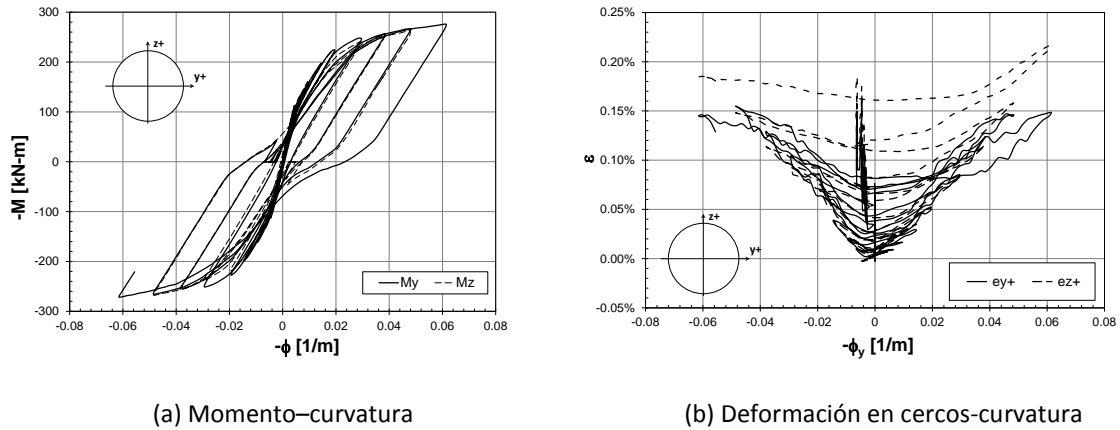 300
200
100
0
-100
-200
-300
-M [kN-m]
z+
y+
My
Mz
-0.08
-0.06
-0.04
-0.02
0
0.02
0.04
0.06
0.08
-ϕ [1/m]
(a) Momento–curvatura
0.25%
0.20%
0.15%
0.10%
0.05%
0.00%
-0.05%
ε
z+
y+
ey+
ez+
-0.08
-0.06
-0.04
-0.02
0
0.02
0.04
0.06
0.08
-ϕy [1/m]
(b) Deformación en cercos-curvatura